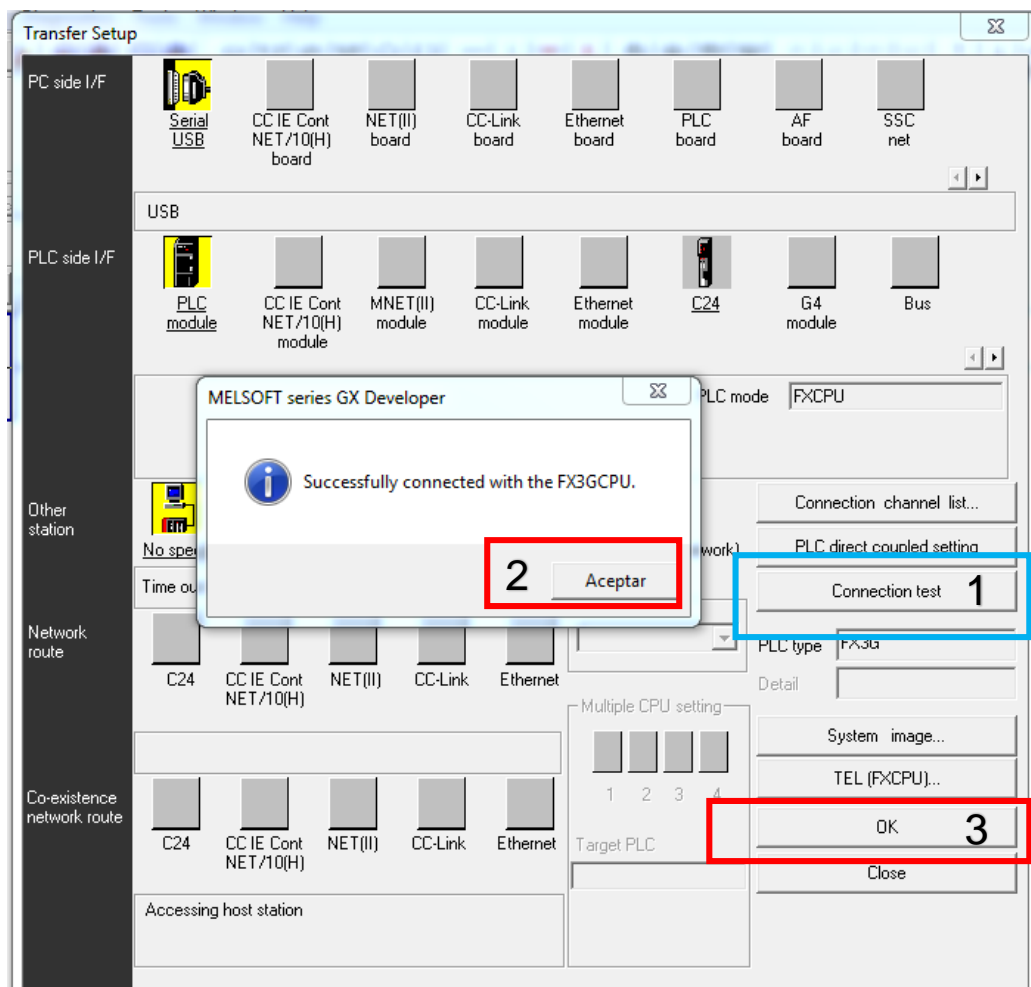 Transfer Setup
PC side I/F
Serial
USB
CC IE Cont
NET/10(H)
board
NET(II)
board
CC-Link
board
Ethernet
board
PLC
board
AF
board
SSC
net
USB
PLC side I/F
PLC
module
CC IE Cont
NET/10(H)
module
MNET(II)
module
CC-Link
module
Ethernet
module
C24
G4
module
Bus
PLC mode FXCPU
MELSOFT series GX Developer
Successfully connected with the FX3GCPU.
2 Aceptar
Other
station
No spe
work)
Time ou
Connection channel list...
PLC direct coupled setting
Connection test 1
PLC type FX3G
Detail
System image...
TEL (FXCPU)...
OK 3
Close
Network
route
C24
CC IE Cont
NET/10(H)
NET(II)
CC-Link
Ethernet
Multiple CPU setting
1 2 3 4
Target PLC
Co-existence
network route
C24
CC IE Cont
NET/10(H)
NET(II)
CC-Link
Ethernet
Accessing host station